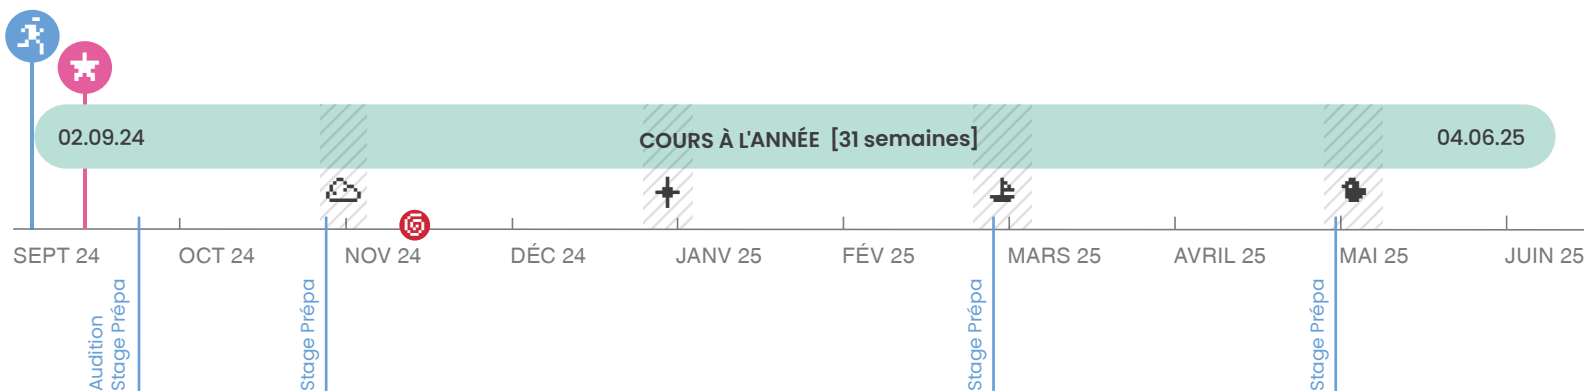 02.09.24
COURS À L'ANNÉE [31 semaines]
04.06.25
SEPT 24
OCT 24
NOV 24
DÉC 24
JANV 25
FÉV 25
MARS 25
AVRIL 25
MAI 25
JUIN 25
Audition
Stage Prépa
Stage Prépa
Stage Prépa
Stage Prépa